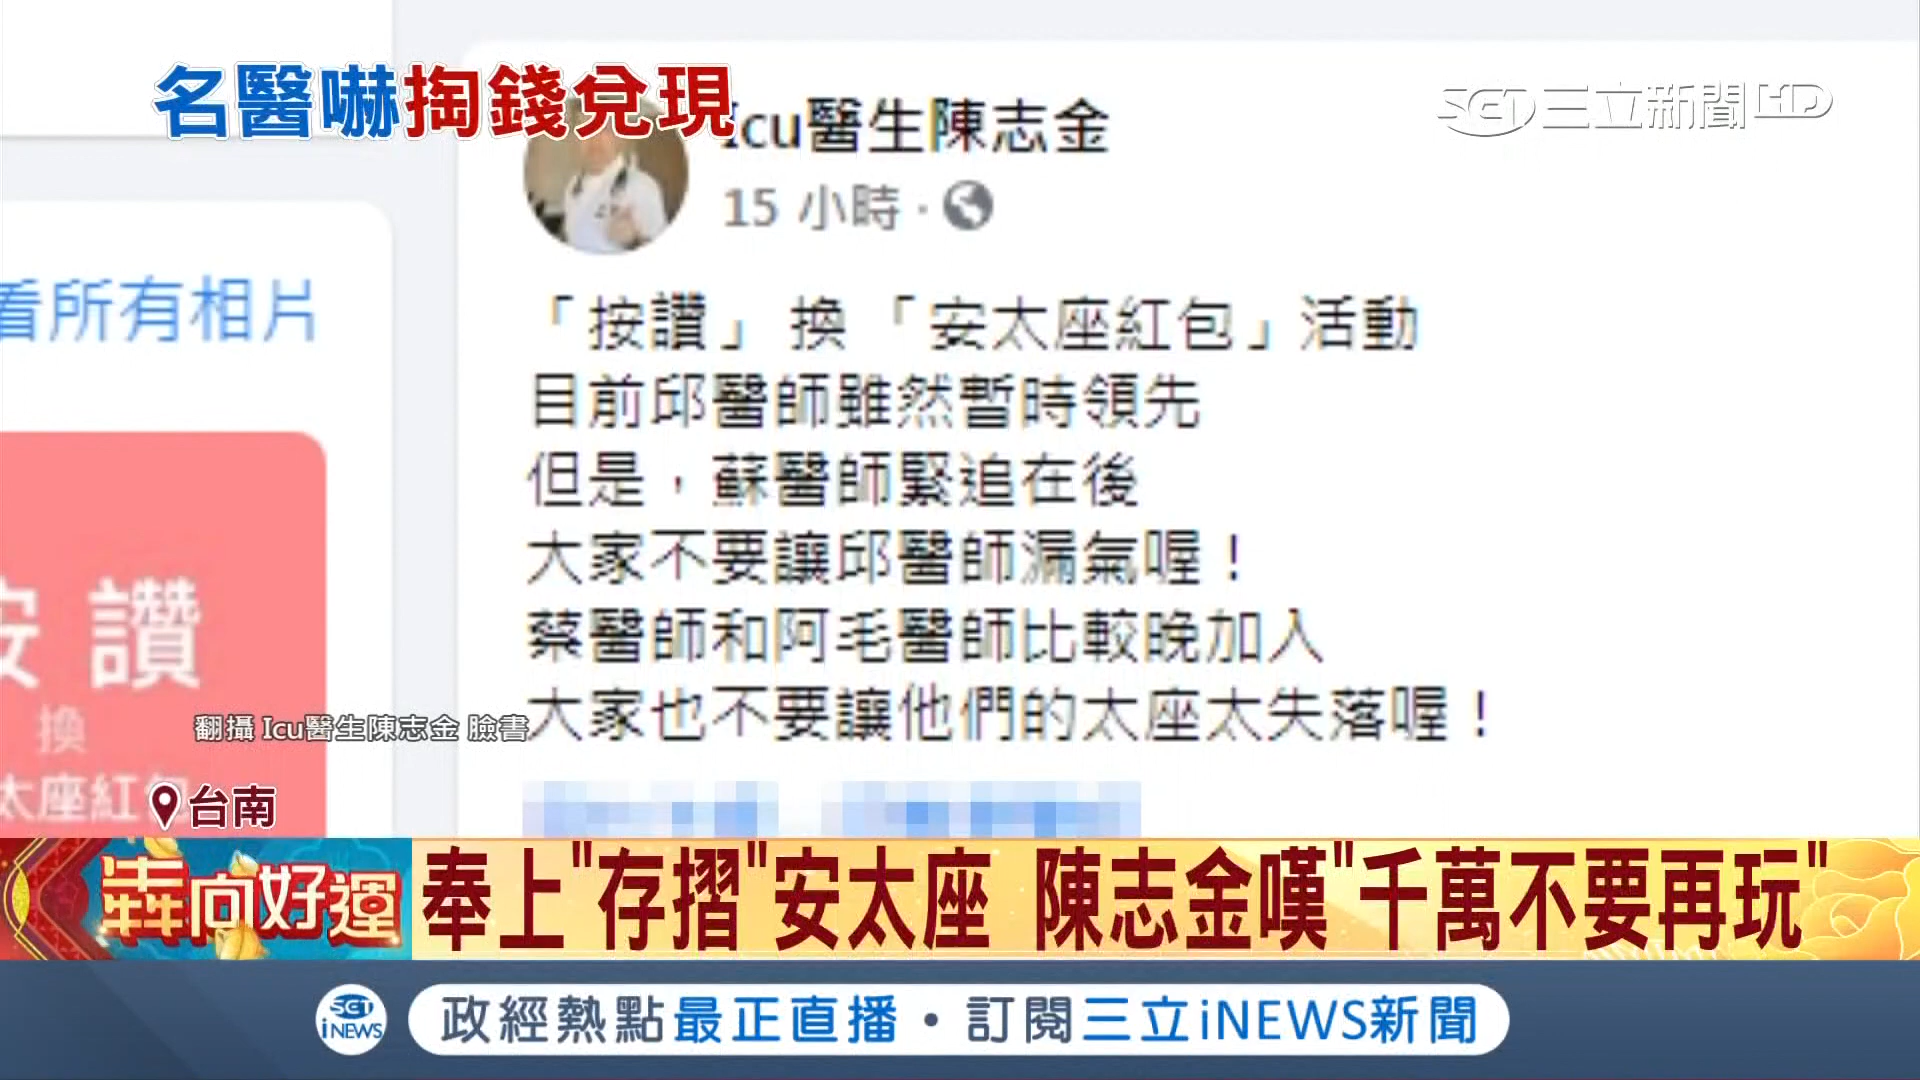 名醫嚇掏錢兌現
SET三立新聞HD
Icu醫生陳志金
15 小時 ·
看所有相片
「按讚」 換 「安太座紅包」活動
目前邱醫師雖然暫時領先
但是，蘇醫師緊追在後
大家不要讓邱醫師漏氣喔！
蔡醫師和阿毛醫師比較晚加入
大家也不要讓他們的太座太失落喔！
按 讚
換
太座紅包
翻攝 Icu醫生陳志金 臉書
台南
犇向好運
奉上"存摺"安太座 陳志金嘆"千萬不要再玩"
SET iNEWS
政經熱點最正直播・訂閱三立iNEWS新聞